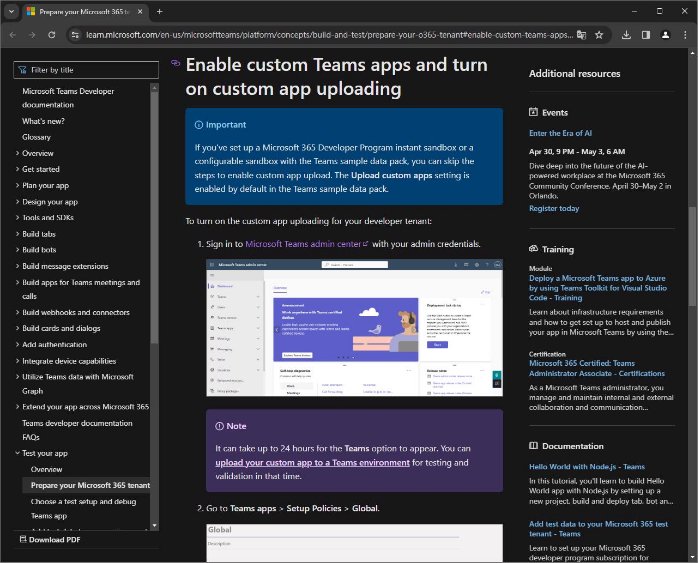 Prepare your Microsoft 365 t
learn.microsoft.com/en-us/microsoftteams/platform/concepts/build-and-test/prepare-your-o365-tenant#enable-custom-teams-apps...
Filter by title
Microsoft Teams Developer
documentation
What's new?
Glossary
Overview
Get started
Plan your app
Design your app
Tools and SDKs
Build tabs
Build bots
Build message extensions
Build apps for Teams meetings and
calls
Build webhooks and connectors
Build cards and dialogs
Add authentication
Integrate device capabilities
Utilize Teams data with Microsoft
Graph
Extend your app across Microsoft 365
Teams developer documentation
FAQs
Test your app
Overview
Prepare your Microsoft 365 tenant
Choose a test setup and debug
Teams app
Download PDF
Enable custom Teams apps and turn
on custom app uploading
Important
If you've set up a Microsoft 365 Developer Program instant sandbox or a
configurable sandbox with the Teams sample data pack, you can skip the
steps to enable custom app upload. The Upload custom apps setting is
enabled by default in the Teams sample data pack.
To turn on the custom app uploading for your developer tenant:
1. Sign in to Microsoft Teams admin center with your admin credentials.
Microsoft Teams admin center
Search
Dashboard
Teams
Users
Teams devices
Teams apps
Meetings
Messaging
Voice
Locations
Policy packages
Announcement
Work anywhere with Teams certified
devices
Deployment task status
Start
Note
It can take up to 24 hours for the Teams option to appear. You can
upload your custom app to a Teams environment for testing and
validation in that time.
2. Go to Teams apps > Setup Policies > Global.
Global
Description
Additional resources
Events
Enter the Era of AI
Apr 30, 9 PM - May 3, 6 AM
Dive deep into the future of the AI-
powered workplace at the Microsoft 365
Community Conference. April 30–May 2 in
Orlando.
Register today
Training
Module
Deploy a Microsoft Teams app to Azure
by using Teams Toolkit for Visual Studio
Code - Training
Learn about infrastructure requirements
and how to get set up to host and publish
your app in Microsoft Teams by using the...
Certification
Microsoft 365 Certified: Teams
Administrator Associate - Certifications
As a Microsoft Teams administrator, you
manage and maintain internal and external
collaboration and communication...
Documentation
Hello World with Node.js - Teams
In this tutorial, you'll learn to build Hello
World app with Node.js by setting up a
new project, build and deploy tab, bot an...
Add test data to your Microsoft 365 test
tenant - Teams
Learn to set up your Microsoft 365
developer program subscription for